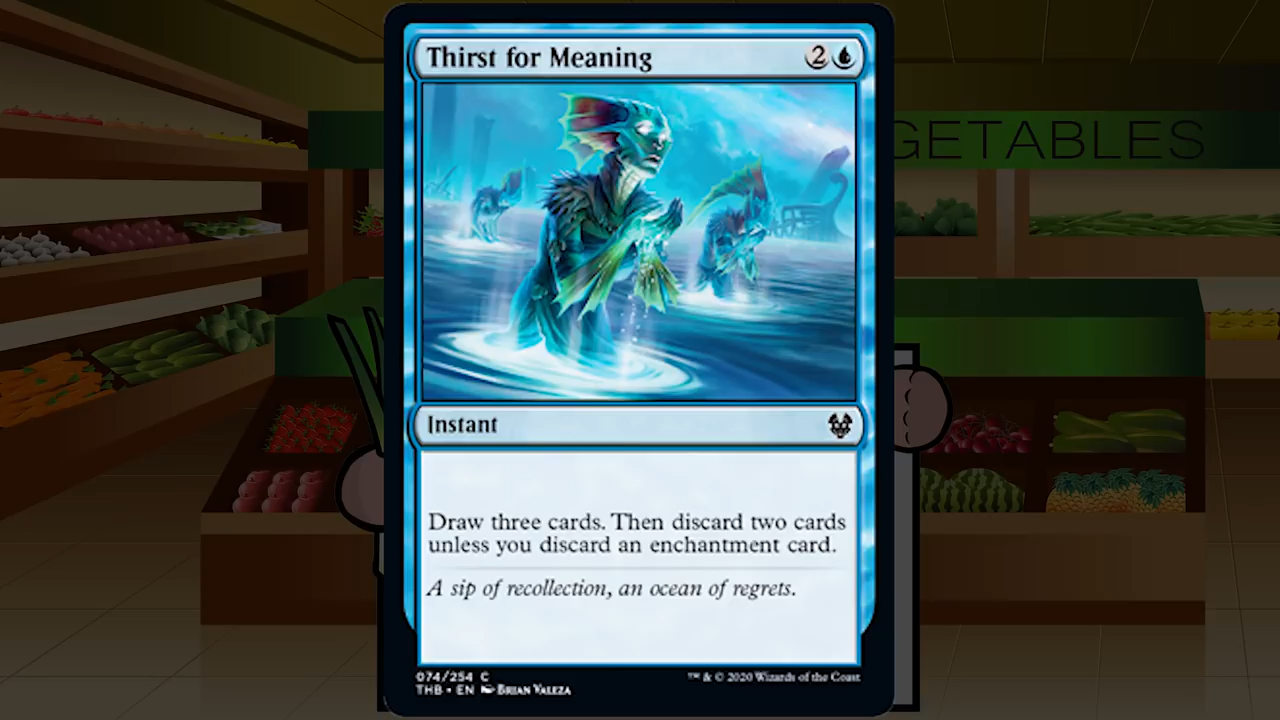 Thirst for Meaning 2
GETABLES
Instant
Draw three cards. Then discard two cards
unless you discard an enchantment card.
A sip of recollection, an ocean of regrets.
074/254 C
THB • EN BRIAN VALEZA
™ & © 2020 Wizards of the Coast